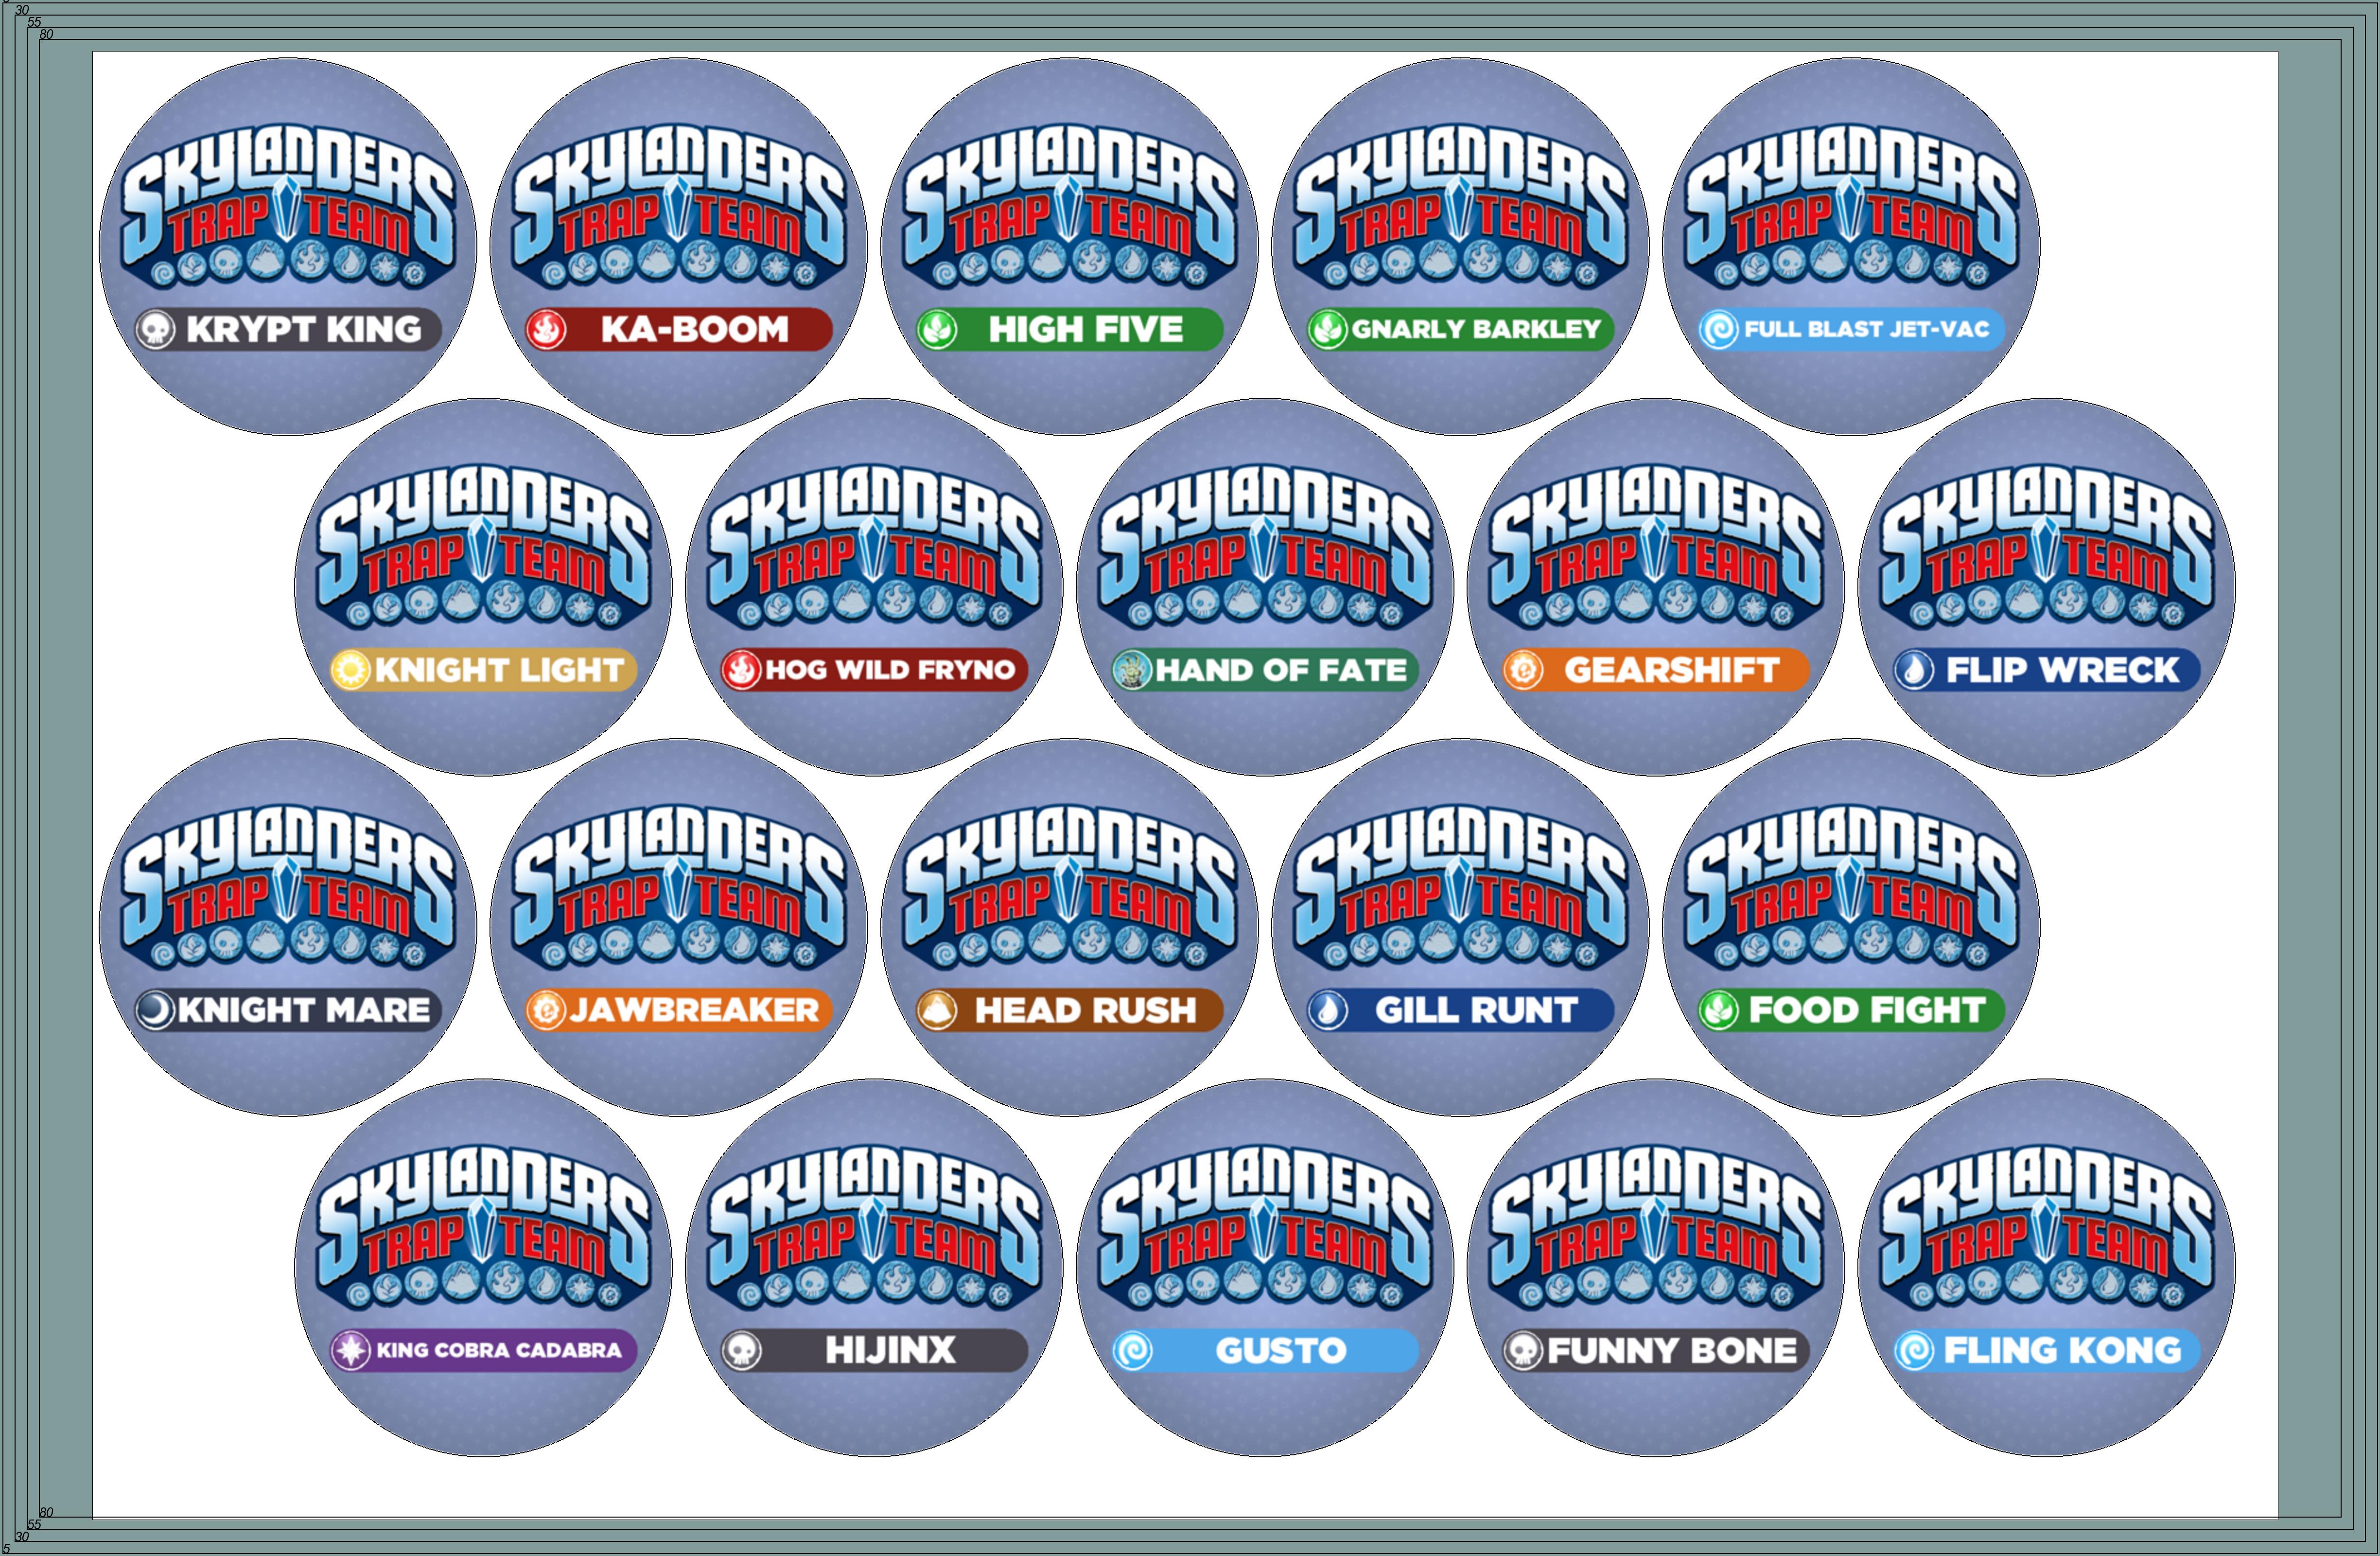 30
55
80
SKYLANDERS
TRAP TEAM
KRYPT KING
SKYLANDERS
TRAP TEAM
KA-BOOM
SKYLANDERS
TRAP TEAM
HIGH FIVE
SKYLANDERS
TRAP TEAM
GNARLY BARKLEY
SKYLANDERS
TRAP TEAM
FULL BLAST JET-VAC
SKYLANDERS
TRAP TEAM
KNIGHT LIGHT
SKYLANDERS
TRAP TEAM
HOG WILD FRYNO
SKYLANDERS
TRAP TEAM
HAND OF FATE
SKYLANDERS
TRAP TEAM
GEARSHIFT
SKYLANDERS
TRAP TEAM
FLIP WRECK
SKYLANDERS
TRAP TEAM
KNIGHT MARE
SKYLANDERS
TRAP TEAM
JAWBREAKER
SKYLANDERS
TRAP TEAM
HEAD RUSH
SKYLANDERS
TRAP TEAM
GILL RUNT
SKYLANDERS
TRAP TEAM
FOOD FIGHT
SKYLANDERS
TRAP TEAM
KING COBRA CADABRA
SKYLANDERS
TRAP TEAM
HIJINX
SKYLANDERS
TRAP TEAM
GUSTO
SKYLANDERS
TRAP TEAM
FUNNY BONE
SKYLANDERS
TRAP TEAM
FLING KONG
80
55
30
5